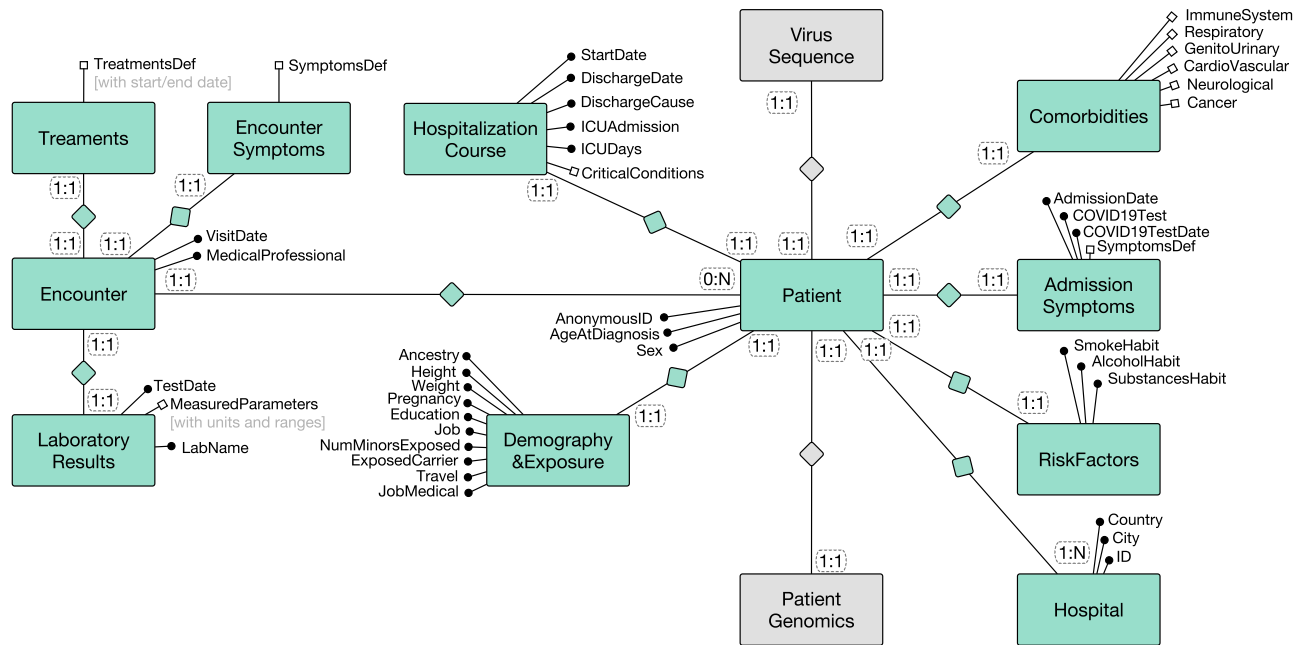 ImmuneSystem
Respiratory
GenitoUrinary
CardioVascular
Neurological
Cancer
Virus
Sequence
1:1
StartDate
DischargeDate
DischargeCause
ICUAdmission
ICUDays
CriticalConditions
TreatmentsDef
[with start/end date]
SymptomsDef
Treaments
Encounter
Symptoms
Hospitalization
Course
Comorbidities
1:1
1:1
1:1
1:1
1:1
1:1
1:1
1:1
1:1
AdmissionDate
COVID19Test
COVID19TestDate
SymptomsDef
VisitDate
MedicalProfessional
Encounter
1:1
0:N
Patient
1:1
1:1
Admission
Symptoms
AnonymousID
AgeAtDiagnosis
Sex
1:1
1:1
1:1
1:1
1:1
SmokeHabit
AlcoholHabit
SubstancesHabit
Ancestry
Height
Weight
Pregnancy
Education
Job
NumMinorsExposed
ExposedCarrier
Travel
JobMedical
TestDate
MeasuredParameters
[with units and ranges]
LabName
1:1
1:1
1:1
Laboratory
Results
Demography
&Exposure
RiskFactors
Country
City
ID
1:N
1:1
Patient
Genomics
Hospital